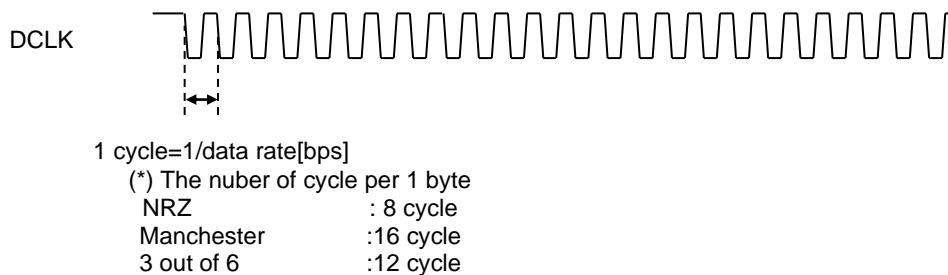 DCLK
1 cycle=1/data rate[bps]
(*) The nuber of cycle per 1 byte
NRZ : 8 cycle
Manchester :16 cycle
3 out of 6 :12 cycle